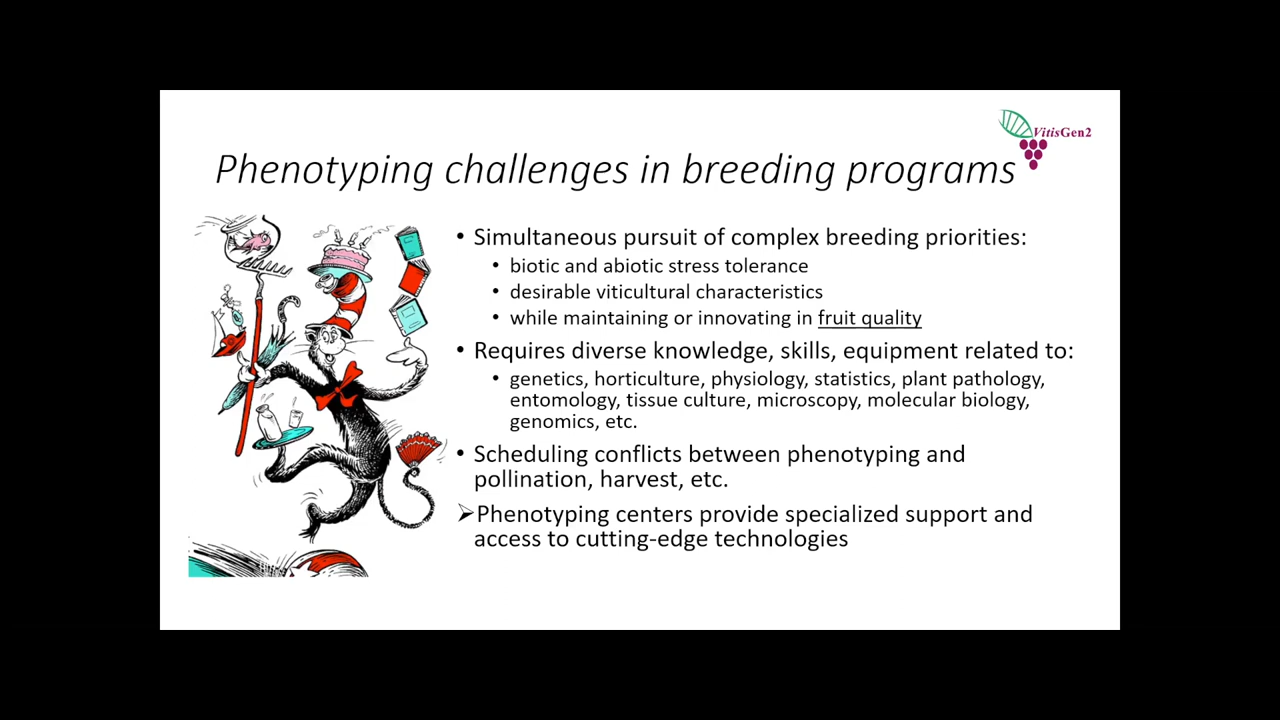 VitisGen2
Phenotyping challenges in breeding programs
• Simultaneous pursuit of complex breeding priorities:
• biotic and abiotic stress tolerance
• desirable viticultural characteristics
• while maintaining or innovating in fruit quality
• Requires diverse knowledge, skills, equipment related to:
• genetics, horticulture, physiology, statistics, plant pathology,
entomology, tissue culture, microscopy, molecular biology,
genomics, etc.
• Scheduling conflicts between phenotyping and
pollination, harvest, etc.
➢Phenotyping centers provide specialized support and
access to cutting-edge technologies